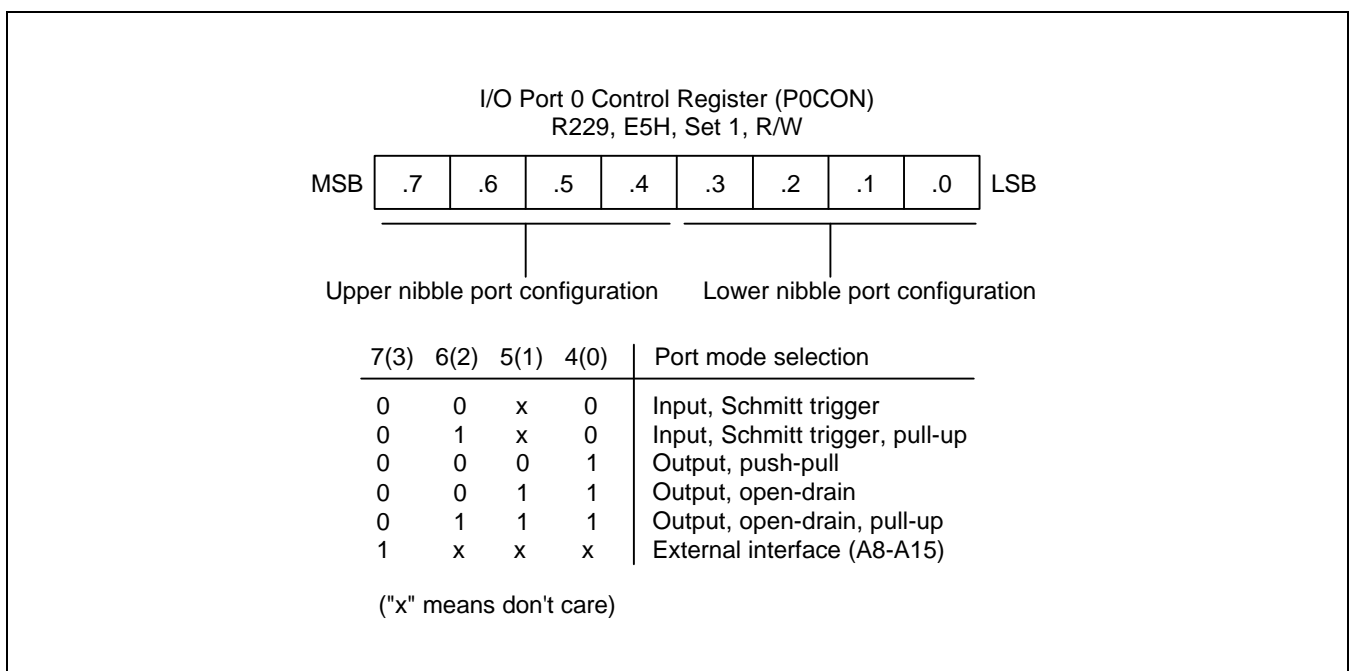 I/O Port 0 Control Register (P0CON)
R229, E5H, Set 1, R/W
MSB .7 .6 .5 .4 .3 .2 .1 .0 LSB
Upper nibble port configuration Lower nibble port configuration
7(3) 6(2) 5(1) 4(0) Port mode selection
0 0 x 0 Input, Schmitt trigger
0 1 x 0 Input, Schmitt trigger, pull-up
0 0 0 1 Output, push-pull
0 0 1 1 Output, open-drain
0 1 1 1 Output, open-drain, pull-up
1 x x x External interface (A8-A15)
("x" means don't care)